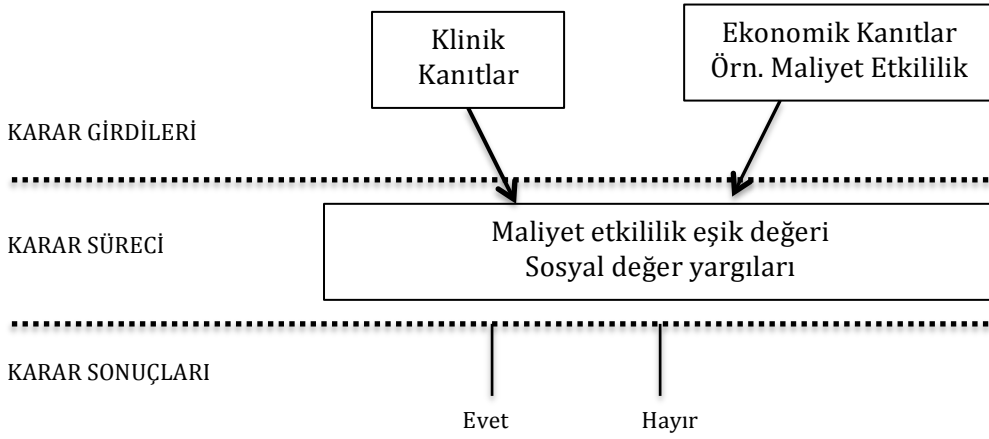 Klinik
Kanıtlar
Ekonomik Kanıtlar
Örn. Maliyet Etkililik
KARAR GİRDİLERİ
KARAR SÜRECİ
Maliyet etkililik eşik değeri
Sosyal değer yargıları
KARAR SONUÇLARI
Evet
Hayır